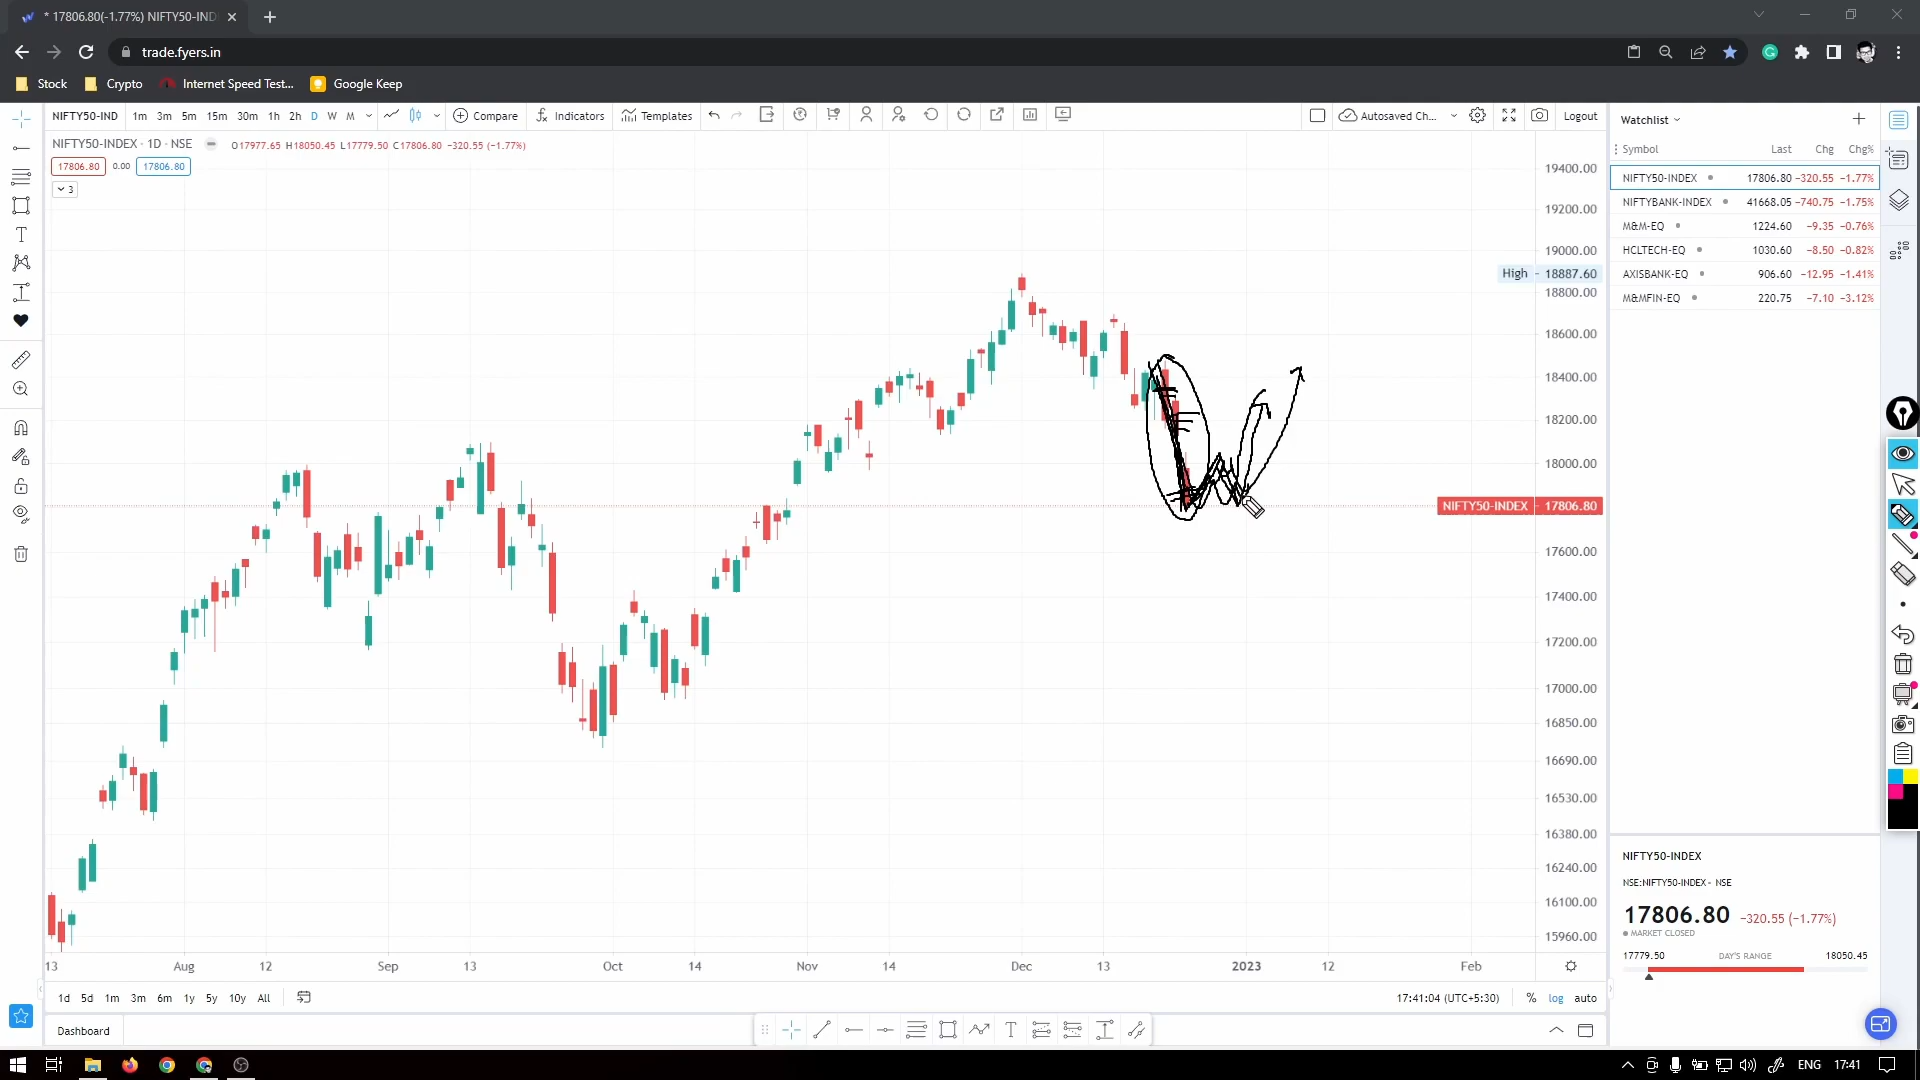 * 17806.80(-1.77%) NIFTY50-IND
trade.fyers.in
Stock Crypto Internet Speed Test... Google Keep
NIFTY50-IND 1m 3m 5m 15m 30m 1h 2h D W M Compare Indicators Templates Autosaved Ch... Logout
NIFTY50-INDEX · 1D · NSE O17977.65 H18050.45 L17779.50 C17806.80 −320.55 (−1.77%)
17806.80 0.00 17806.80
3
19400.00
19200.00
19000.00
High 18887.60
18800.00
18600.00
18400.00
18200.00
18000.00
NIFTY50-INDEX 17806.80
17600.00
17400.00
17200.00
17000.00
16850.00
16690.00
16530.00
16380.00
16240.00
16100.00
15960.00
13 Aug 12 Sep 13 Oct 14 Nov 14 Dec 13 2023 12 Feb
1d 5d 1m 3m 6m 1y 5y 10y All 17:41:04 (UTC+5:30) % log auto
Dashboard
Watchlist
Symbol Last Chg Chg%
NIFTY50-INDEX 17806.80 −320.55 −1.77%
NIFTYBANK-INDEX 41668.05 −740.75 −1.75%
M&M-EQ 1224.60 −9.35 −0.76%
HCLTECH-EQ 1030.60 −8.50 −0.82%
AXISBANK-EQ 906.60 −12.95 −1.41%
M&MFIN-EQ 220.75 −7.10 −3.12%
NIFTY50-INDEX
NSE:NIFTY50-INDEX - NSE
17806.80 −320.55 (−1.77%)
MARKET CLOSED
17779.50 DAY'S RANGE 18050.45
ENG 17:41